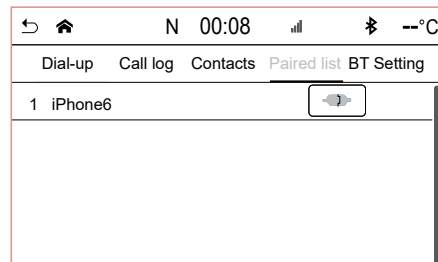 N 00:08 --°C
Dial-up Call log Contacts Paired list BT Setting
1 iPhone6